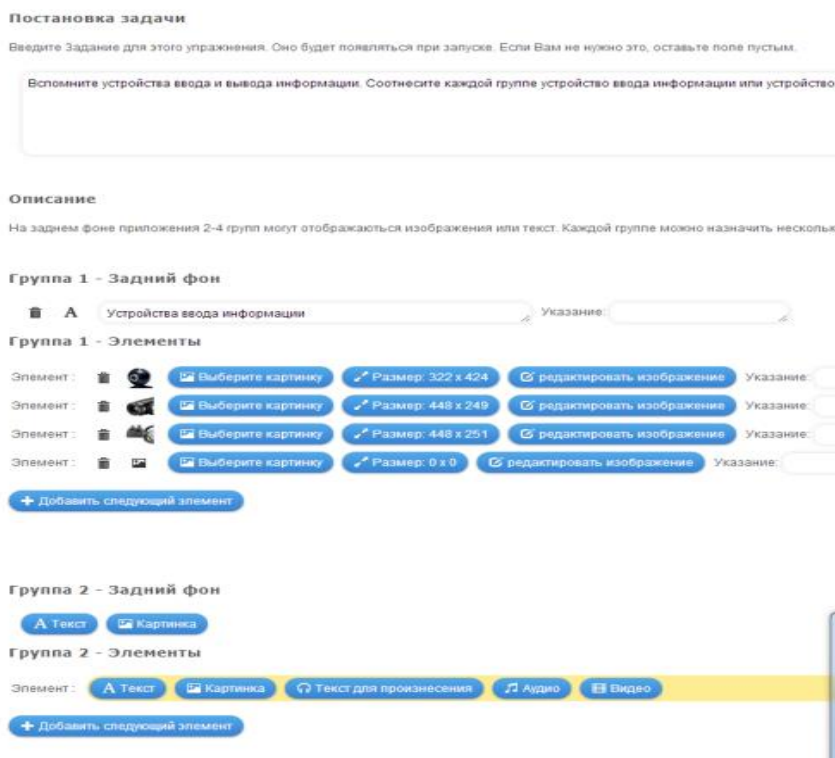 Постановка задачи
Введите Задание для этого упражнения. Оно будет появляться при запуске. Если Вам не нужно это, оставьте поле пустым.
Вспомните устройства ввода и вывода информации. Соотнесите каждой группе устройство ввода информации или устройство
Описание
На заднем фоне приложения 2-4 групп могут отображаються изображения или текст. Каждой группе можно назначить нескольк
Группа 1 - Задний фон
A Устройства ввода информации Указание:
Группа 1 - Элементы
Элемент : Выберите картинку Размер: 322 x 424 редактировать изображение Указание:
Элемент : Выберите картинку Размер: 448 x 249 редактировать изображение Указание:
Элемент : Выберите картинку Размер: 448 x 251 редактировать изображение Указание:
Элемент : Выберите картинку Размер: 0 x 0 редактировать изображение Указание:
+ Добавить следующий элемент
Группа 2 - Задний фон
A Текст Картинка
Группа 2 - Элементы
Элемент : A Текст Картинка Текст для произнесения Аудио Видео
+ Добавить следующий элемент